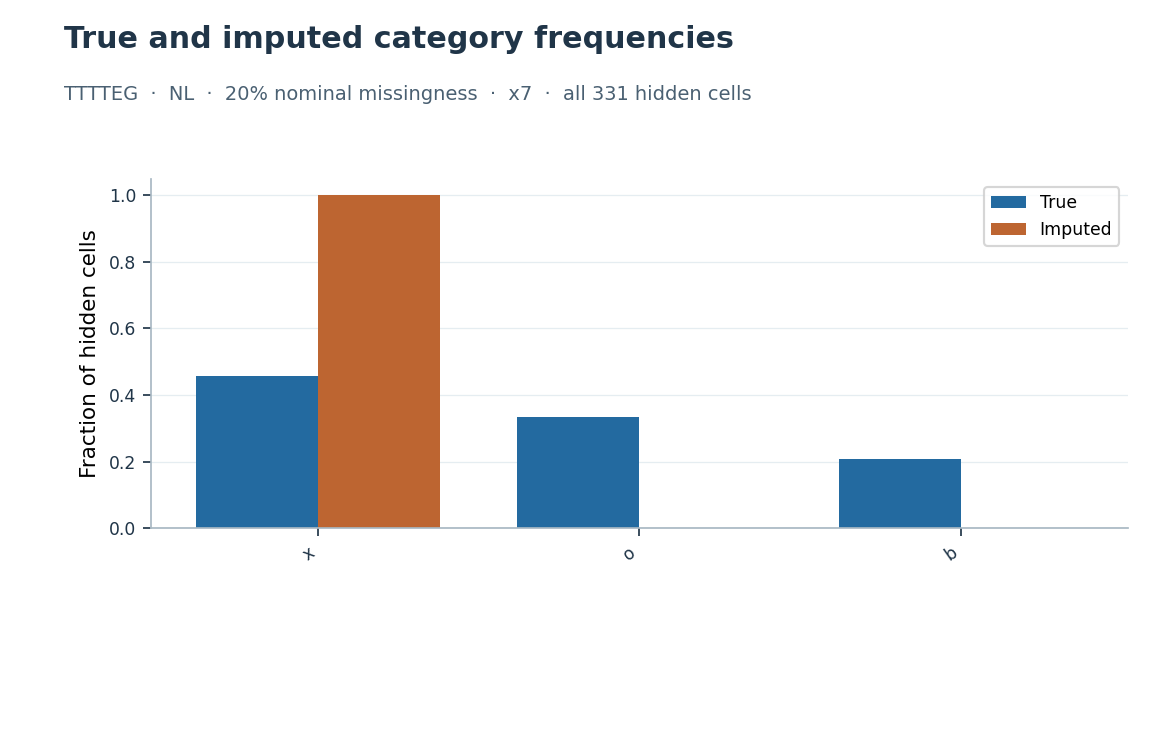 True and imputed category frequencies
TTTTEG · NL · 20% nominal missingness · x7 · all 331 hidden cells
Fraction of hidden cells
1.0
0.8
0.6
0.4
0.2
0.0
True
Imputed
x
o
b